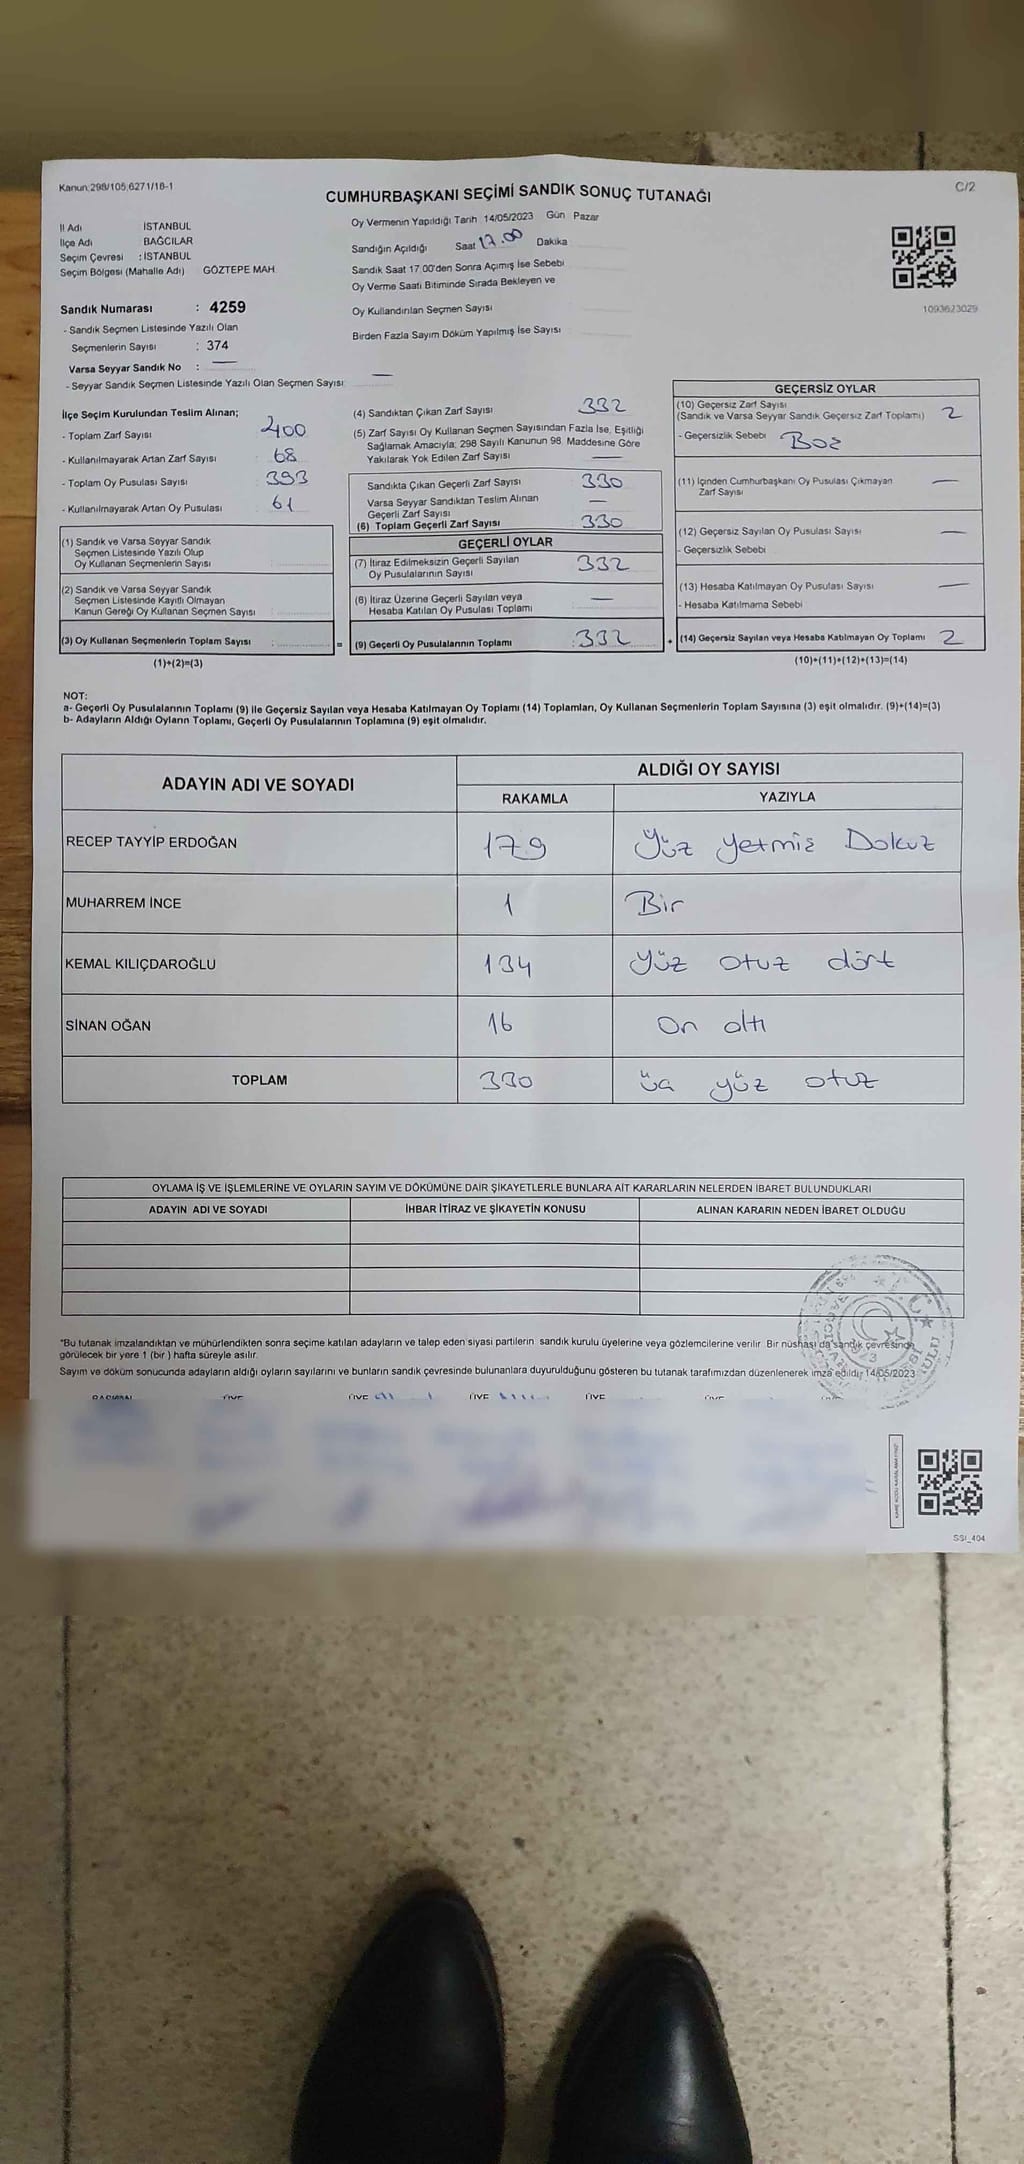 Kanun:298/105,6271/16-1
C/2
CUMHURBAŞKANI SEÇİMİ SANDIK SONUÇ TUTANAĞI
İl Adı İSTANBUL
İlçe Adı BAĞCILAR
Seçim Çevresi : İSTANBUL
Seçim Bölgesi (Mahalle Adı) GÖZTEPE MAH.
Oy Vermenin Yapıldığı Tarih 14/05/2023 Gün Pazar
Sandığın Açıldığı Saat 17.00 Dakika
Sandık Saat 17.00'den Sonra Açımış İse Sebebi
Oy Verme Saati Bitiminde Sırada Bekleyen ve
Oy Kullandırılan Seçmen Sayısı
Birden Fazla Sayım Döküm Yapılmış İse Sayısı
1093623029
Sandık Numarası : 4259
- Sandık Seçmen Listesinde Yazılı Olan
Seçmenlerin Sayısı : 374
Varsa Seyyar Sandık No : —
- Seyyar Sandık Seçmen Listesinde Yazılı Olan Seçmen Sayısı: —
İlçe Seçim Kurulundan Teslim Alınan;
- Toplam Zarf Sayısı 400
- Kullanılmayarak Artan Zarf Sayısı 68
- Toplam Oy Pusulası Sayısı 393
- Kullanılmayarak Artan Oy Pusulası 61
(1) Sandık ve Varsa Seyyar Sandık
Seçmen Listesinde Yazılı Olup
Oy Kullanan Seçmenlerin Sayısı :
(2) Sandık ve Varsa Seyyar Sandık
Seçmen Listesinde Kayıtlı Olmayan
Kanun Gereği Oy Kullanan Seçmen Sayısı :
(3) Oy Kullanan Seçmenlerin Toplam Sayısı :
(1)+(2)=(3)
(4) Sandıktan Çıkan Zarf Sayısı 332
(5) Zarf Sayısı Oy Kullanan Seçmen Sayısından Fazla İse, Eşitliği
Sağlamak Amacıyla; 298 Sayılı Kanunun 98. Maddesine Göre
Yakılarak Yok Edilen Zarf Sayısı —
Sandıkta Çıkan Geçerli Zarf Sayısı 330
Varsa Seyyar Sandıktan Teslim Alınan
Geçerli Zarf Sayısı —
(6) Toplam Geçerli Zarf Sayısı 330
GEÇERLİ OYLAR
(7) İtiraz Edilmeksizin Geçerli Sayılan
Oy Pusulalarının Sayısı 332
(8) İtiraz Üzerine Geçerli Sayılan veya
Hesaba Katılan Oy Pusulası Toplamı —
= (9) Geçerli Oy Pusulalarının Toplamı :332
GEÇERSİZ OYLAR
(10) Geçersiz Zarf Sayısı
(Sandık ve Varsa Seyyar Sandık Geçersiz Zarf Toplamı) 2
- Geçersizlik Sebebi Boz
(11) İçinden Cumhurbaşkanı Oy Pusulası Çıkmayan
Zarf Sayısı —
(12) Geçersiz Sayılan Oy Pusulası Sayısı —
- Geçersizlik Sebebi
(13) Hesaba Katılmayan Oy Pusulası Sayısı —
- Hesaba Katılmama Sebebi
+ (14) Geçersiz Sayılan veya Hesaba Katılmayan Oy Toplamı 2
(10)+(11)+(12)+(13)=(14)
NOT:
a- Geçerli Oy Pusulalarının Toplamı (9) ile Geçersiz Sayılan veya Hesaba Katılmayan Oy Toplamı (14) Toplamları, Oy Kullanan Seçmenlerin Toplam Sayısına (3) eşit olmalıdır. (9)+(14)=(3)
b- Adayların Aldığı Oyların Toplamı, Geçerli Oy Pusulalarının Toplamına (9) eşit olmalıdır.
ADAYIN ADI VE SOYADI
ALDIĞI OY SAYISI
RAKAMLA YAZIYLA
RECEP TAYYİP ERDOĞAN 179 Yüz yetmiş Dokuz
MUHARREM İNCE 1 Bir
KEMAL KILIÇDAROĞLU 134 yüz otuz dört
SİNAN OĞAN 16 On altı
TOPLAM 330 üç yüz otuz
OYLAMA İŞ VE İŞLEMLERİNE VE OYLARIN SAYIM VE DÖKÜMÜNE DAİR ŞİKAYETLERLE BUNLARA AİT KARARLARIN NELERDEN İBARET BULUNDUKLARI
ADAYIN ADI VE SOYADI İHBAR İTİRAZ VE ŞİKAYETİN KONUSU ALINAN KARARIN NEDEN İBARET OLDUĞU
*Bu tutanak imzalandıktan ve mühürlendikten sonra seçime katılan adayların ve talep eden siyasi partilerin sandık kurulu üyelerine veya gözlemcilerine verilir. Bir nüshası da sandık çevresinde
görülecek bir yere 1 (bir ) hafta süreyle asılır.
Sayım ve döküm sonucunda adayların aldığı oyların sayılarını ve bunların sandık çevresinde bulunanlara duyurulduğunu gösteren bu tutanak tarafımızdan düzenlenerek imza edildi. 14/05/2023
BAŞKAN ÜYE ÜYE ÜYE ÜYE ÜYE
SSI_404